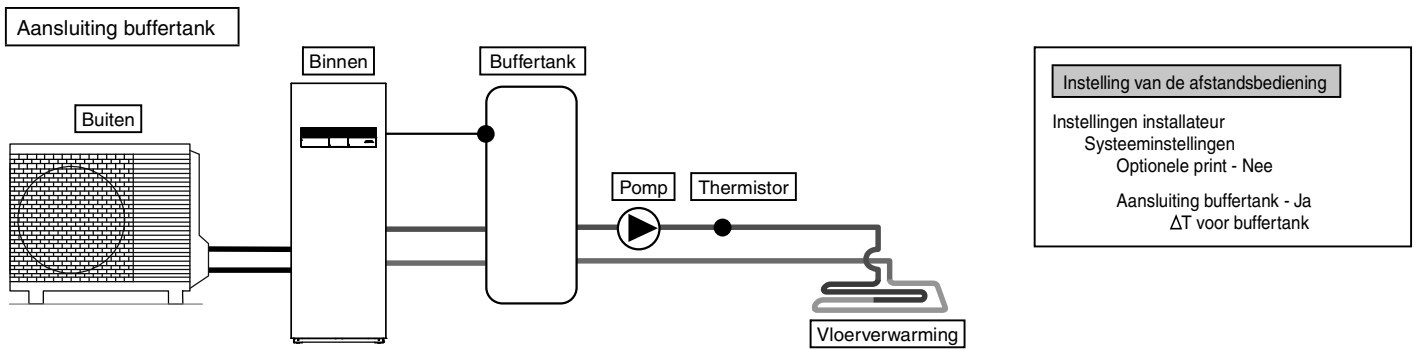 Aansluiting buffertank
Buiten
Binnen
Buffertank
Pomp
Thermistor
Vloerverwarming
Instelling van de afstandsbediening
Instellingen installateur
Systeeminstellingen
Optionele print - Nee
Aansluiting buffertank - Ja
ΔT voor buffertank